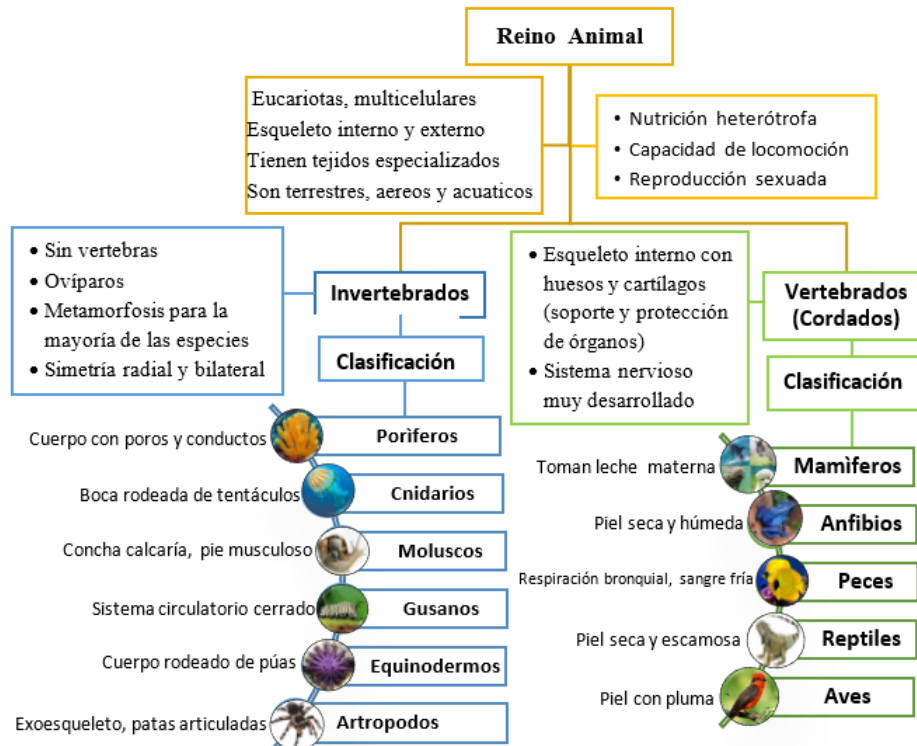 Reino Animal
Eucariotas, multicelulares
Esqueleto interno y externo
Tienen tejidos especializados
Son terrestres, aereos y acuaticos
• Nutrición heterótrofa
• Capacidad de locomoción
• Reproducción sexuada
• Sin vertebras
• Ovíparos
• Metamorfosis para la
mayoría de las especies
• Simetría radial y bilateral
Invertebrados
Clasificación
Cuerpo con poros y conductos
Porìferos
Boca rodeada de tentáculos
Cnidarios
Concha calcaría, pie musculoso
Moluscos
Sistema circulatorio cerrado
Gusanos
Cuerpo rodeado de púas
Equinodermos
Exoesqueleto, patas articuladas
Artropodos
• Esqueleto interno con
huesos y cartílagos
(soporte y protección
de órganos)
• Sistema nervioso
muy desarrollado
Vertebrados
(Cordados)
Clasificación
Toman leche materna
Mamìferos
Piel seca y húmeda
Anfibios
Respiración bronquial, sangre fría
Peces
Piel seca y escamosa
Reptiles
Piel con pluma
Aves